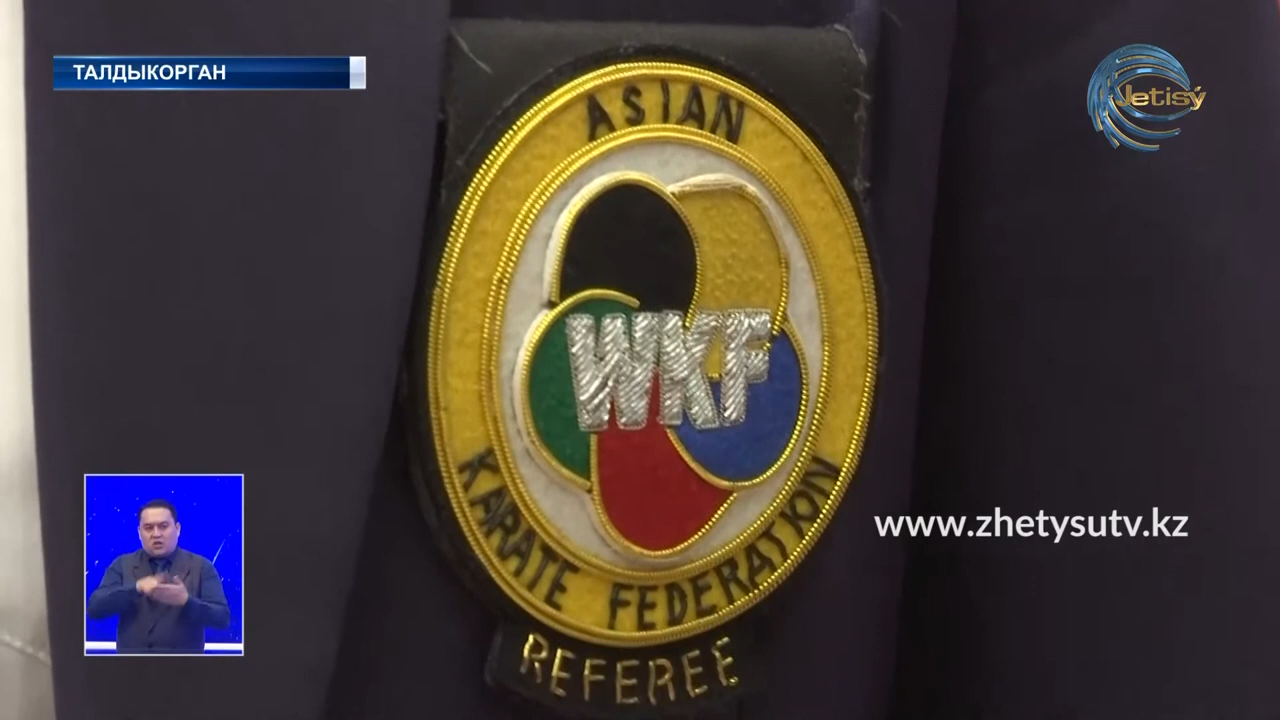 ТАЛДЫКОРГАН
Jetisý
ASIAN
WKF
KARATE FEDERATION
REFEREE
www.zhetysutv.kz